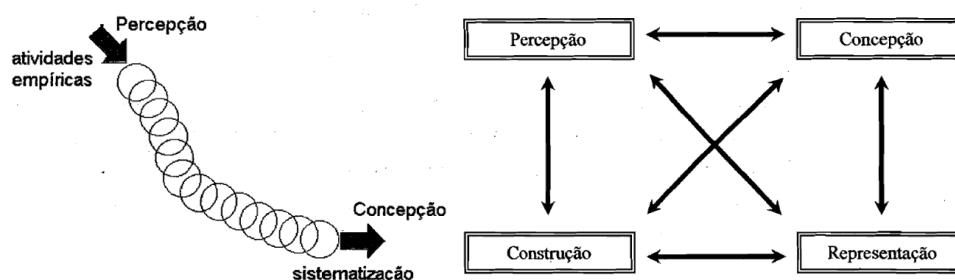 Percepção
atividades
empíricas
Concepção
sistematização
Percepção
Concepção
Construção
Representação